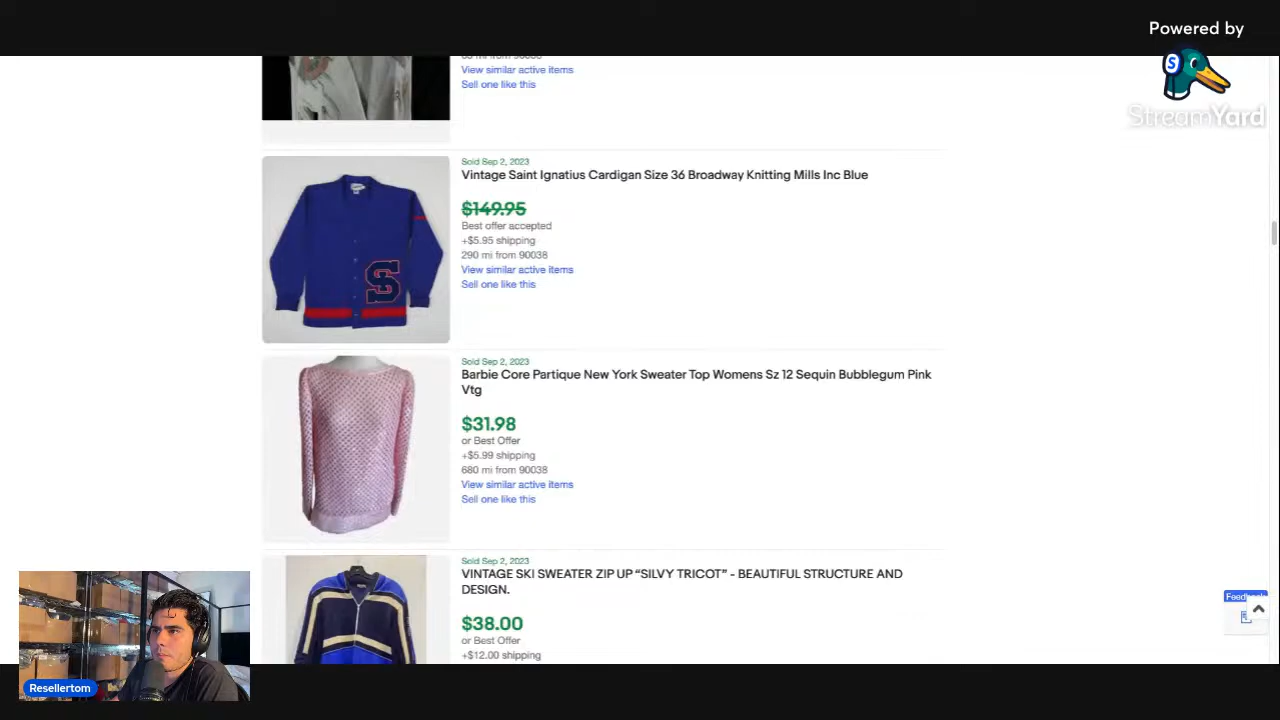 Powered by
StreamYard
View similar active items
Sell one like this
Sold Sep 2, 2023
Vintage Saint Ignatius Cardigan Size 36 Broadway Knitting Mills Inc Blue
$149.95
Best offer accepted
+$5.95 shipping
290 mi from 90038
View similar active items
Sell one like this
Sold Sep 2, 2023
Barbie Core Partique New York Sweater Top Womens Sz 12 Sequin Bubblegum Pink
Vtg
$31.98
or Best Offer
+$5.99 shipping
680 mi from 90038
View similar active items
Sell one like this
Sold Sep 2, 2023
VINTAGE SKI SWEATER ZIP UP “SILVY TRICOT” - BEAUTIFUL STRUCTURE AND
DESIGN.
$38.00
or Best Offer
+$12.00 shipping
S
S
Resellertom